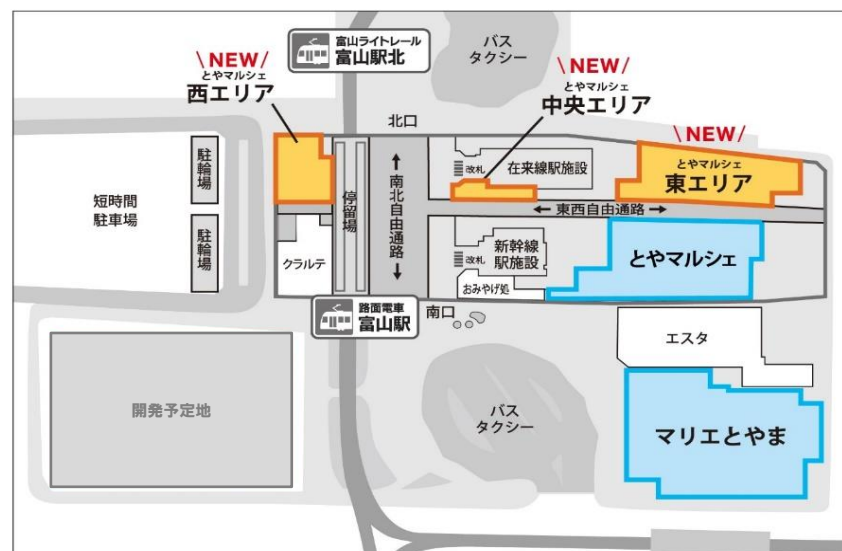 富山ライトレール
富山駅北
バス
タクシー
\ NEW /
とやマルシェ
西エリア
\ NEW /
とやマルシェ
中央エリア
\ NEW /
とやマルシェ
東エリア
北口
駐輪場
短時間
駐車場
駐輪場
停留場
南北自由通路
改札
在来線駅施設
東西自由通路
クラルテ
新幹線
駅施設
改札
おみやげ処
とやマルシェ
路面電車
富山駅
南口
エスタ
開発予定地
バス
タクシー
マリエとやま